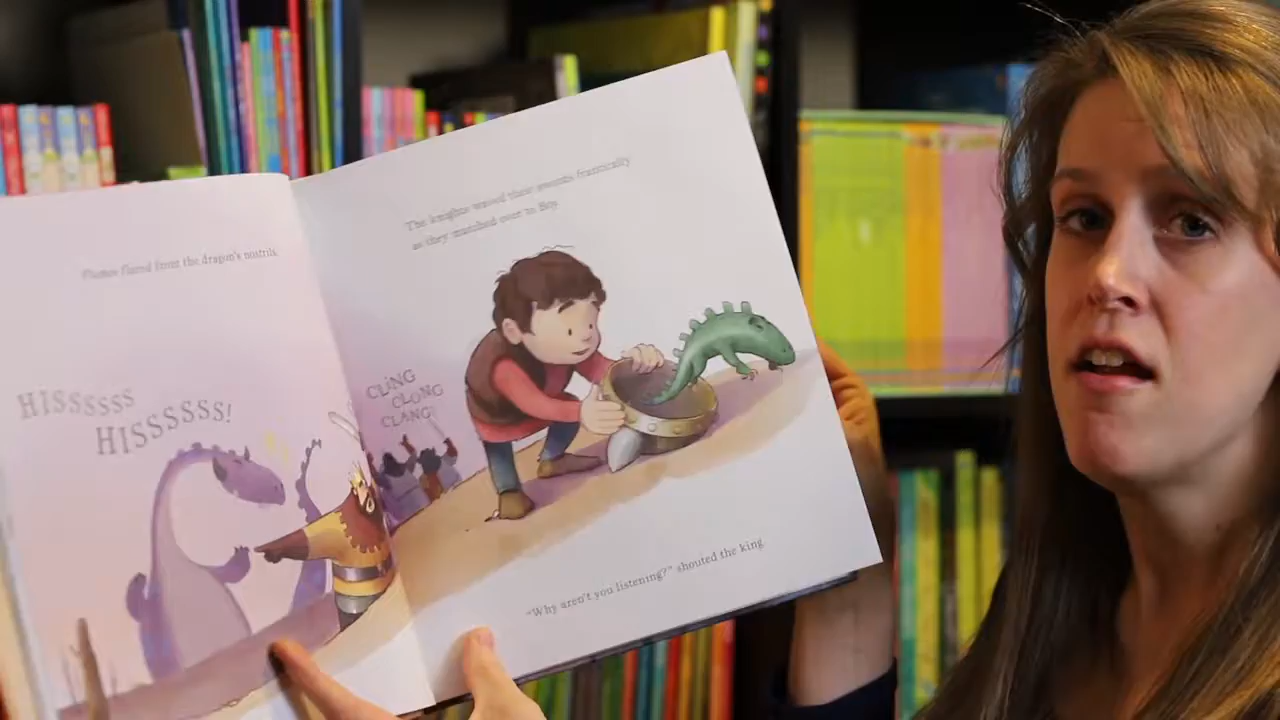 Flames flared from the dragon's nostrils.
HISSSSSS
HISSSSSS!
The knights waved their swords frantically
as they marched over to Boy.
CLING
CLONG
CLANG!
"Why aren't you listening?" shouted the king.